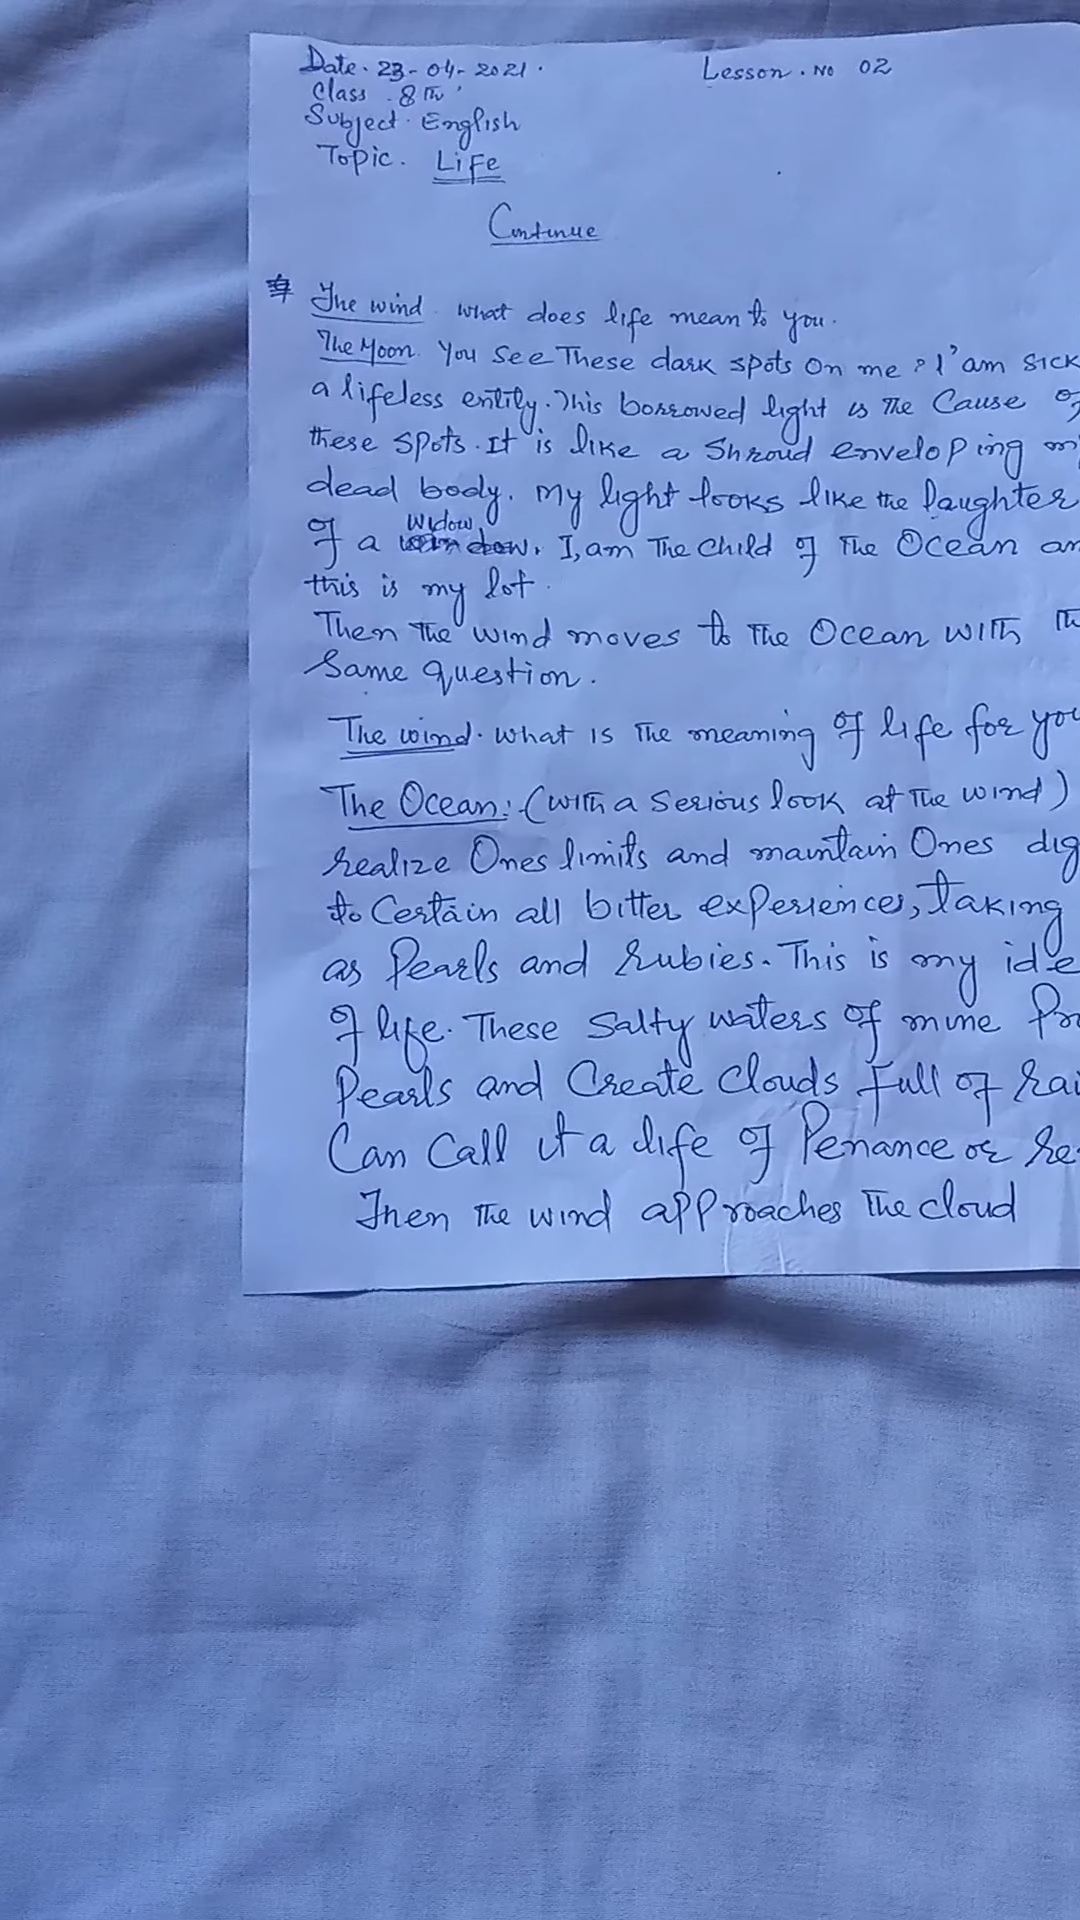 Date. 23-04-2021.
Lesson. No 02
Class. 8th
Subject. English
Topic. Life
Continue
The wind. What does life mean to you.
The Moon. You see These dark spots on me ? I'am sick
a lifeless entity. This borrowed light is The Cause of
these spots. It is like a Shroud enveloping
dead body. My light looks like the laughter
of a widow. I, am The child of The Ocean
this is my lot.
Then The wind moves to The Ocean with
Same question.
The wind. What is The meaning of life for you
The Ocean: (with a serious look at The wind)
realize Ones limits and maintain Ones
to Certain all bitter experiences, taking
as Pearls and rubies. This is my
of life. These salty waters of mine
Pearls and Create Clouds full of
Can Call it a life of Penance or
Then The wind approaches The cloud